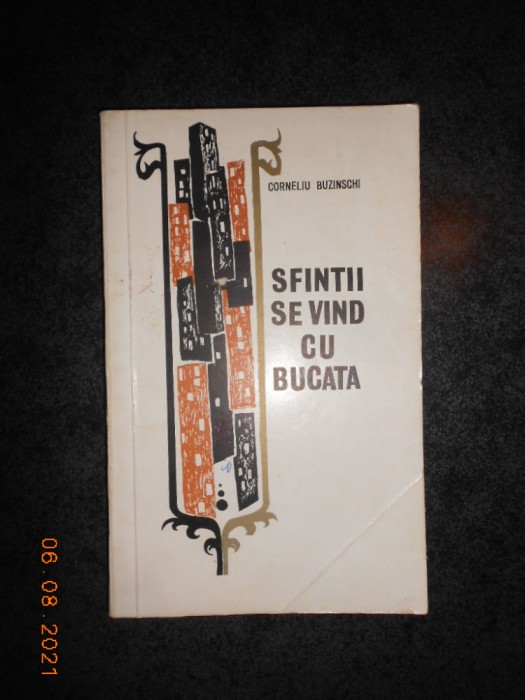 CORNELIU BUZINSCHI
SFINTII
SE VIND
CU
BUCATA
06.08.2021